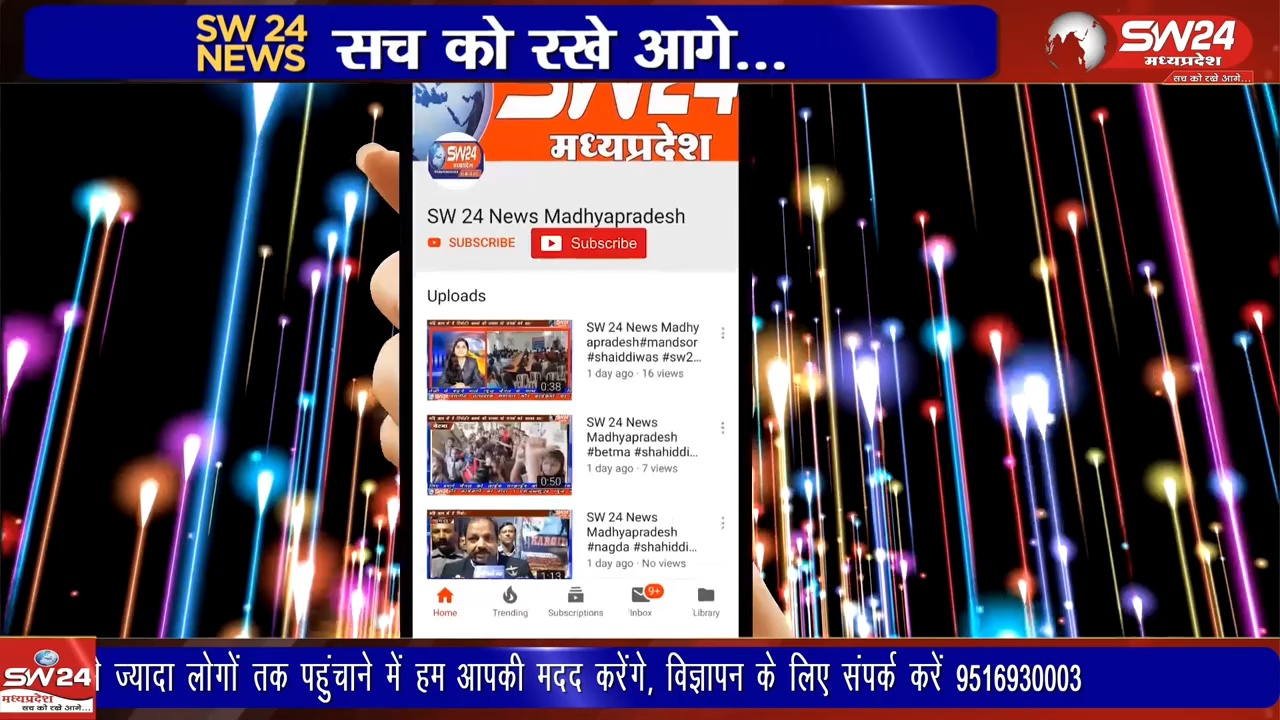 SW 24
NEWS
सच को रखे आगे...
SW24
मध्यप्रदेश
सच को रखे आगे...
SW24
मध्यप्रदेश
SW24
SW 24 News Madhyapradesh
SUBSCRIBE
Subscribe
Uploads
SW 24 News Madhy
apradesh#mandsor
#shaiddiwas #sw2...
1 day ago · 16 views
0:38
SW 24 News
Madhyapradesh
#betma #shahiddi...
1 day ago · 7 views
0:50
SW 24 News
Madhyapradesh
#nagda #shahiddi...
1 day ago · No views
1:13
Home
Trending
Subscriptions
Inbox
9+
Library
SW24
मध्यप्रदेश
सच को रखे आगे...
ज्यादा लोगों तक पहुंचाने में हम आपकी मदद करेंगे, विज्ञापन के लिए संपर्क करें 9516930003